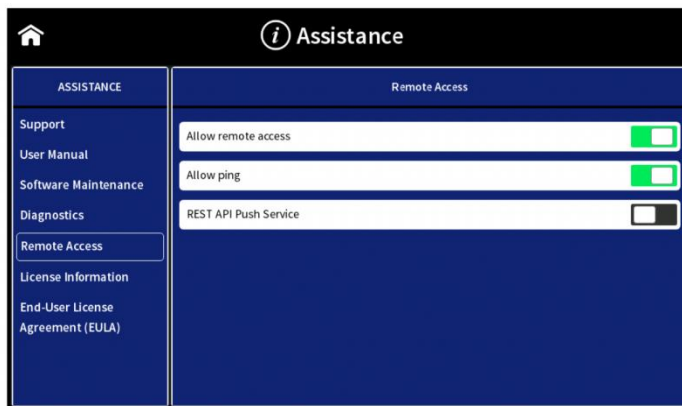 i Assistance
ASSISTANCE
Remote Access
Support
User Manual
Software Maintenance
Diagnostics
Remote Access
License Information
End-User License
Agreement (EULA)
Allow remote access
Allow ping
REST API Push Service